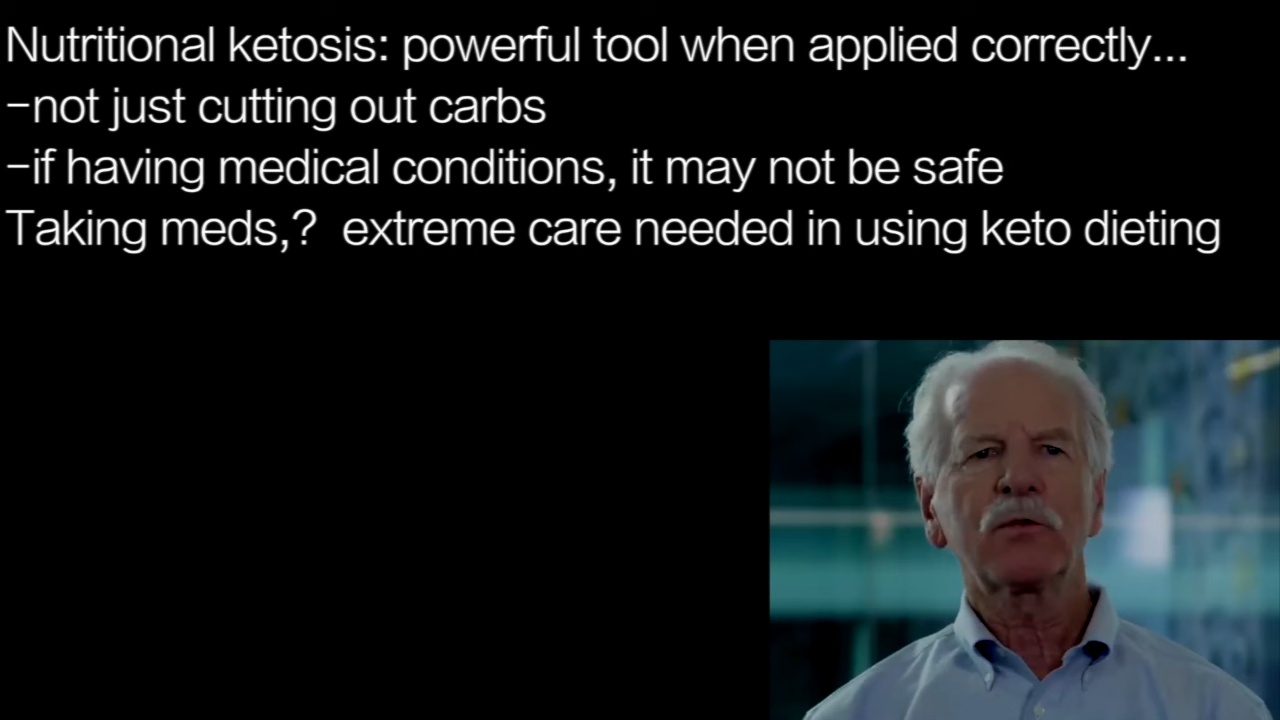 Nutritional ketosis: powerful tool when applied correctly...
–not just cutting out carbs
–if having medical conditions, it may not be safe
Taking meds,?  extreme care needed in using keto dieting